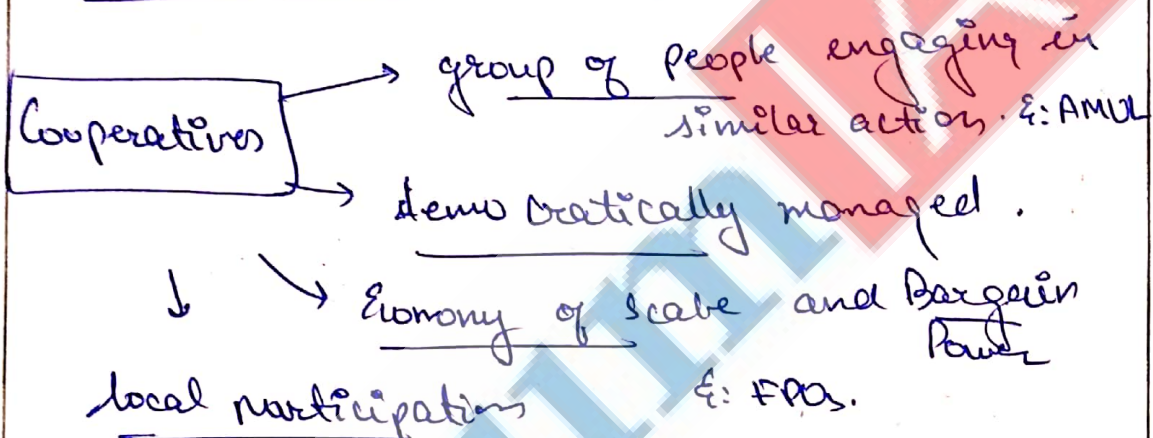 group of people engaging in
similar action. E: AMUL
Cooperatives
democratically managed.
Economy of scale and Bargain
Power
local participation E: FPOs.